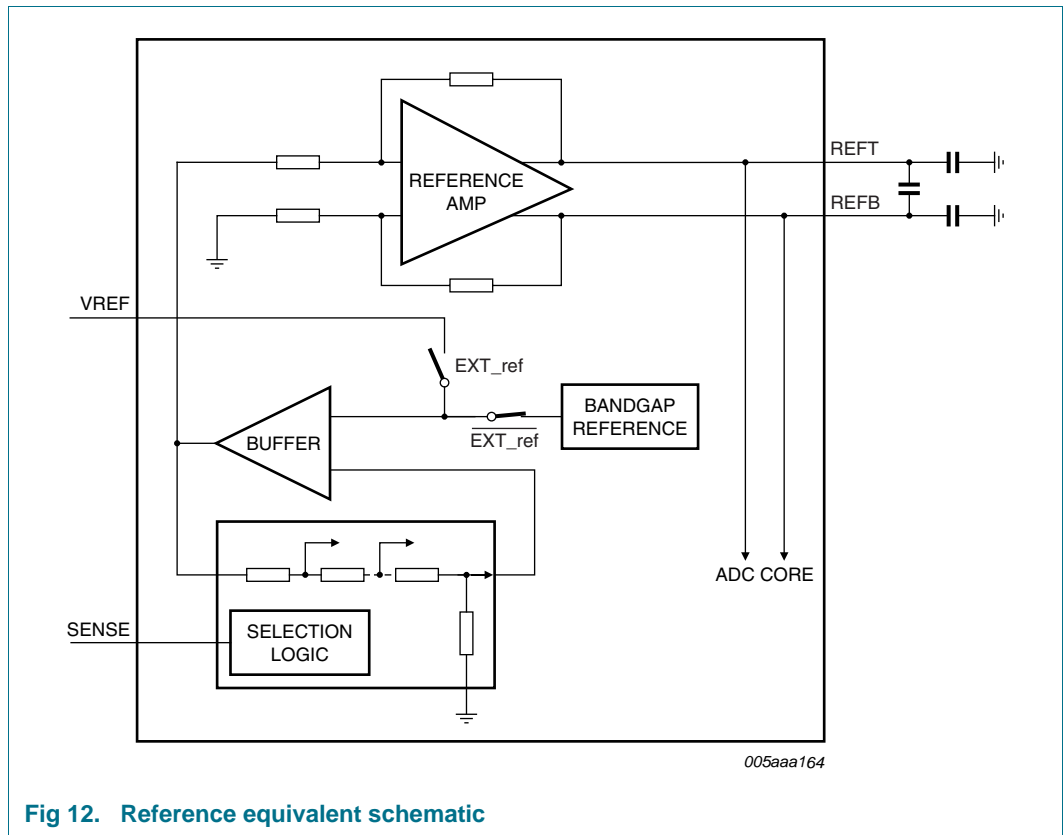 REFERENCE
AMP
REFT
REFB
VREF
EXT_ref
BUFFER
EXT_ref
BANDGAP
REFERENCE
ADC CORE
SENSE
SELECTION
LOGIC
005aaa164
Fig 12. Reference equivalent schematic